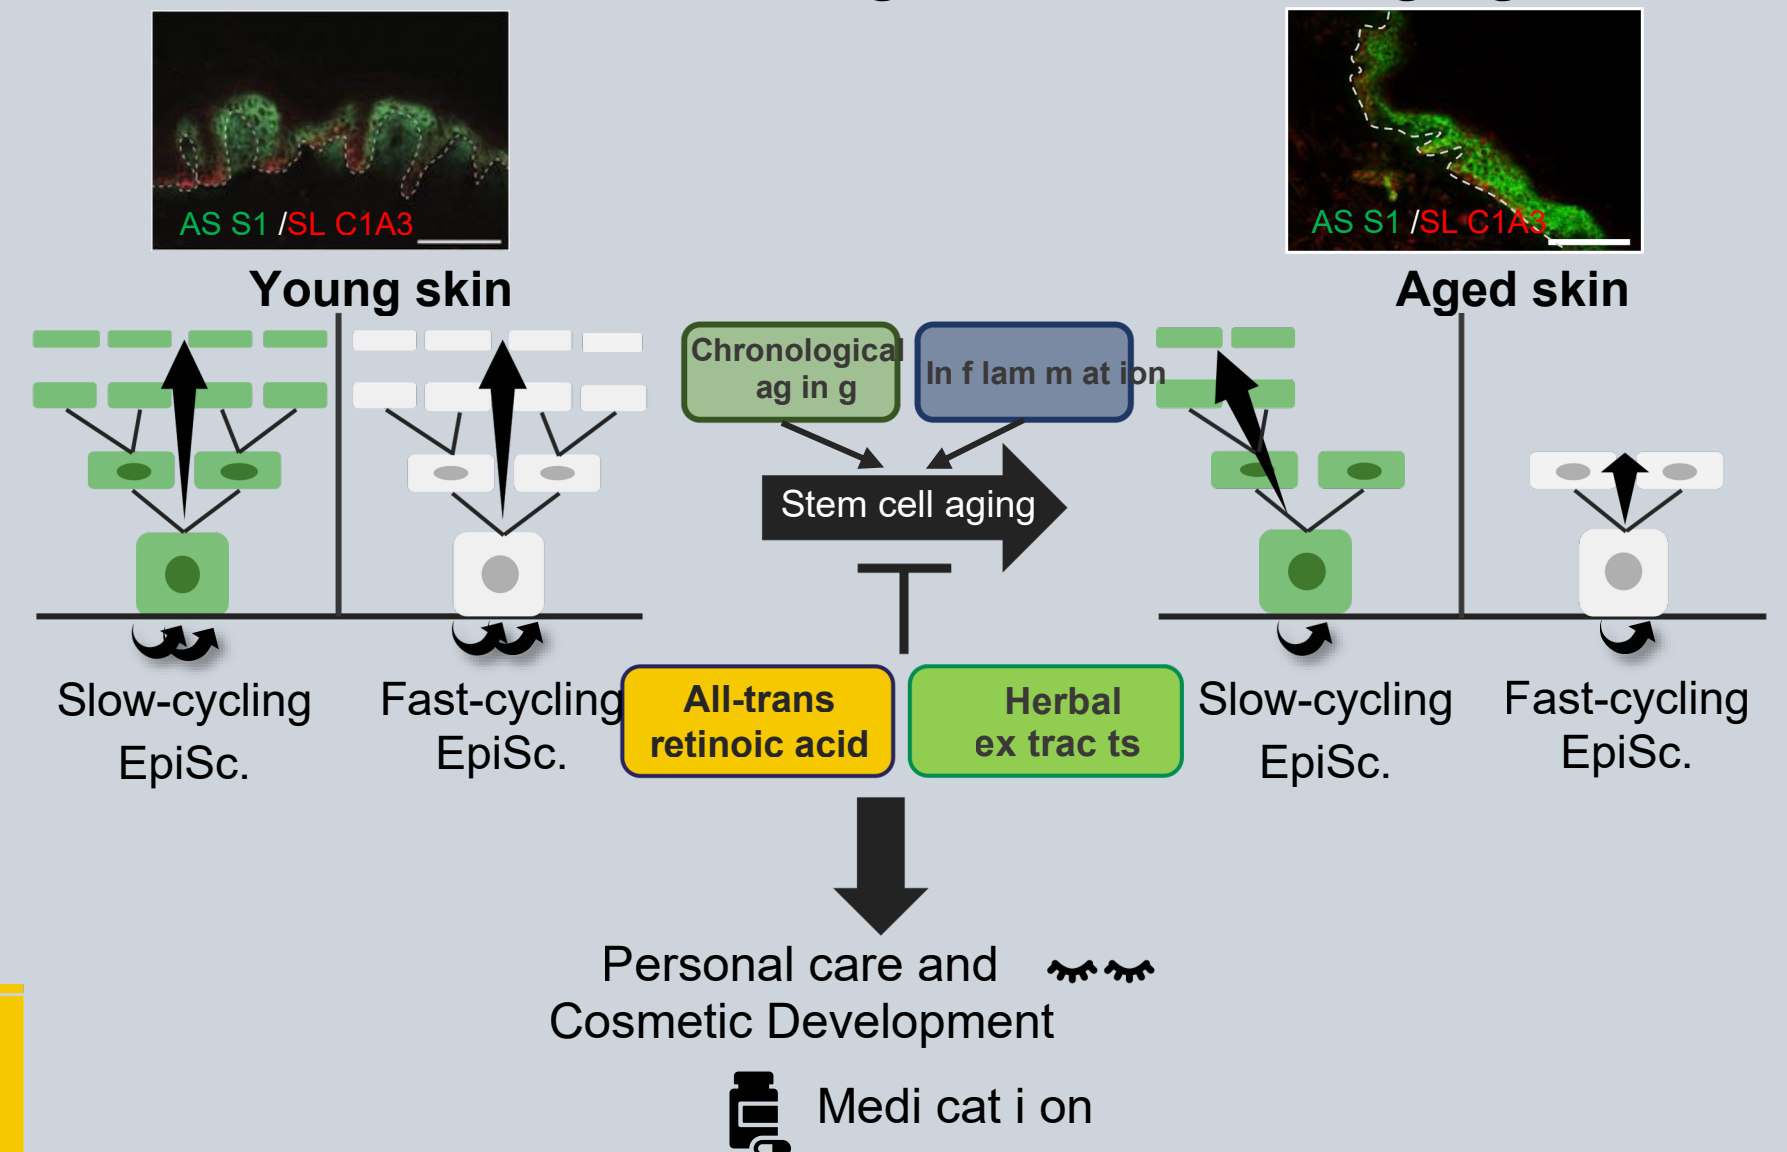 AS S1 /SL C1A3
AS S1 /SL C1A3
Young skin
Aged skin
Chronological
ag in g
In f lam m at ion
Stem cell aging
Slow-cycling
EpiSc.
Fast-cycling
EpiSc.
All-trans
retinoic acid
Herbal
ex trac ts
Slow-cycling
EpiSc.
Fast-cycling
EpiSc.
Personal care and
Cosmetic Development
Medi cat i on